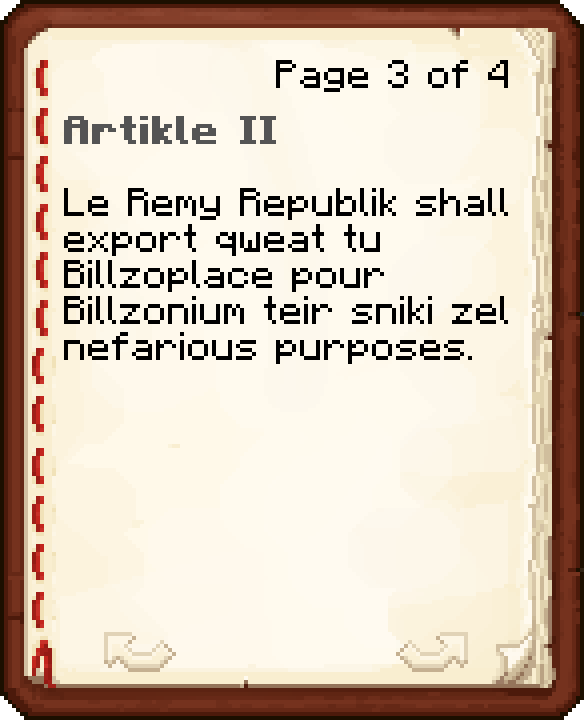 Page 3 of 4
Artikle II
Le Remy Republik shall
export qweat tu
Billzoplace pour
Billzonium teir sniki zel
nefarious purposes.